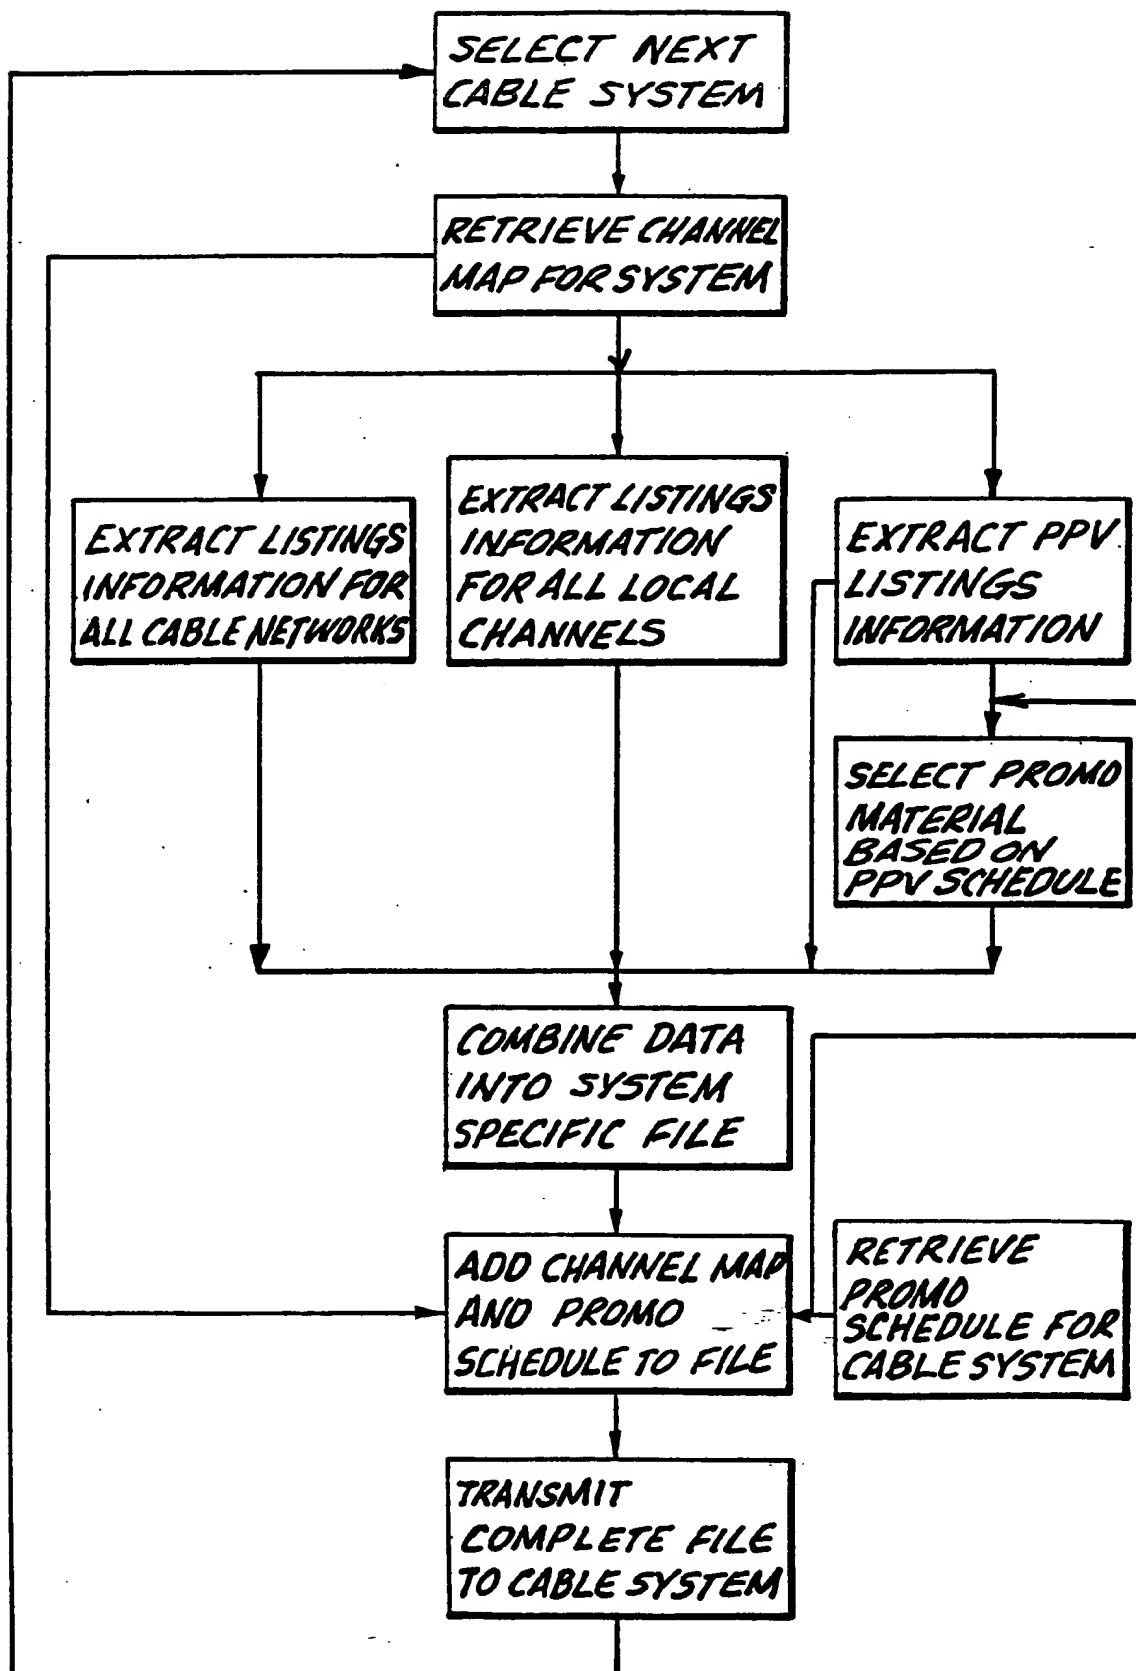 SELECT NEXT
CABLE SYSTEM
RETRIEVE CHANNEL
MAP FOR SYSTEM
EXTRACT LISTINGS
INFORMATION FOR
ALL CABLE NETWORKS
EXTRACT LISTINGS
INFORMATION
FOR ALL LOCAL
CHANNELS
EXTRACT PPV
LISTINGS
INFORMATION
SELECT PROMO
MATERIAL
BASED ON
PPV SCHEDULE
COMBINE DATA
INTO SYSTEM
SPECIFIC FILE
ADD CHANNEL MAP
AND PROMO
SCHEDULE TO FILE
RETRIEVE
PROMO
SCHEDULE FOR
CABLE SYSTEM
TRANSMIT
COMPLETE FILE
TO CABLE SYSTEM